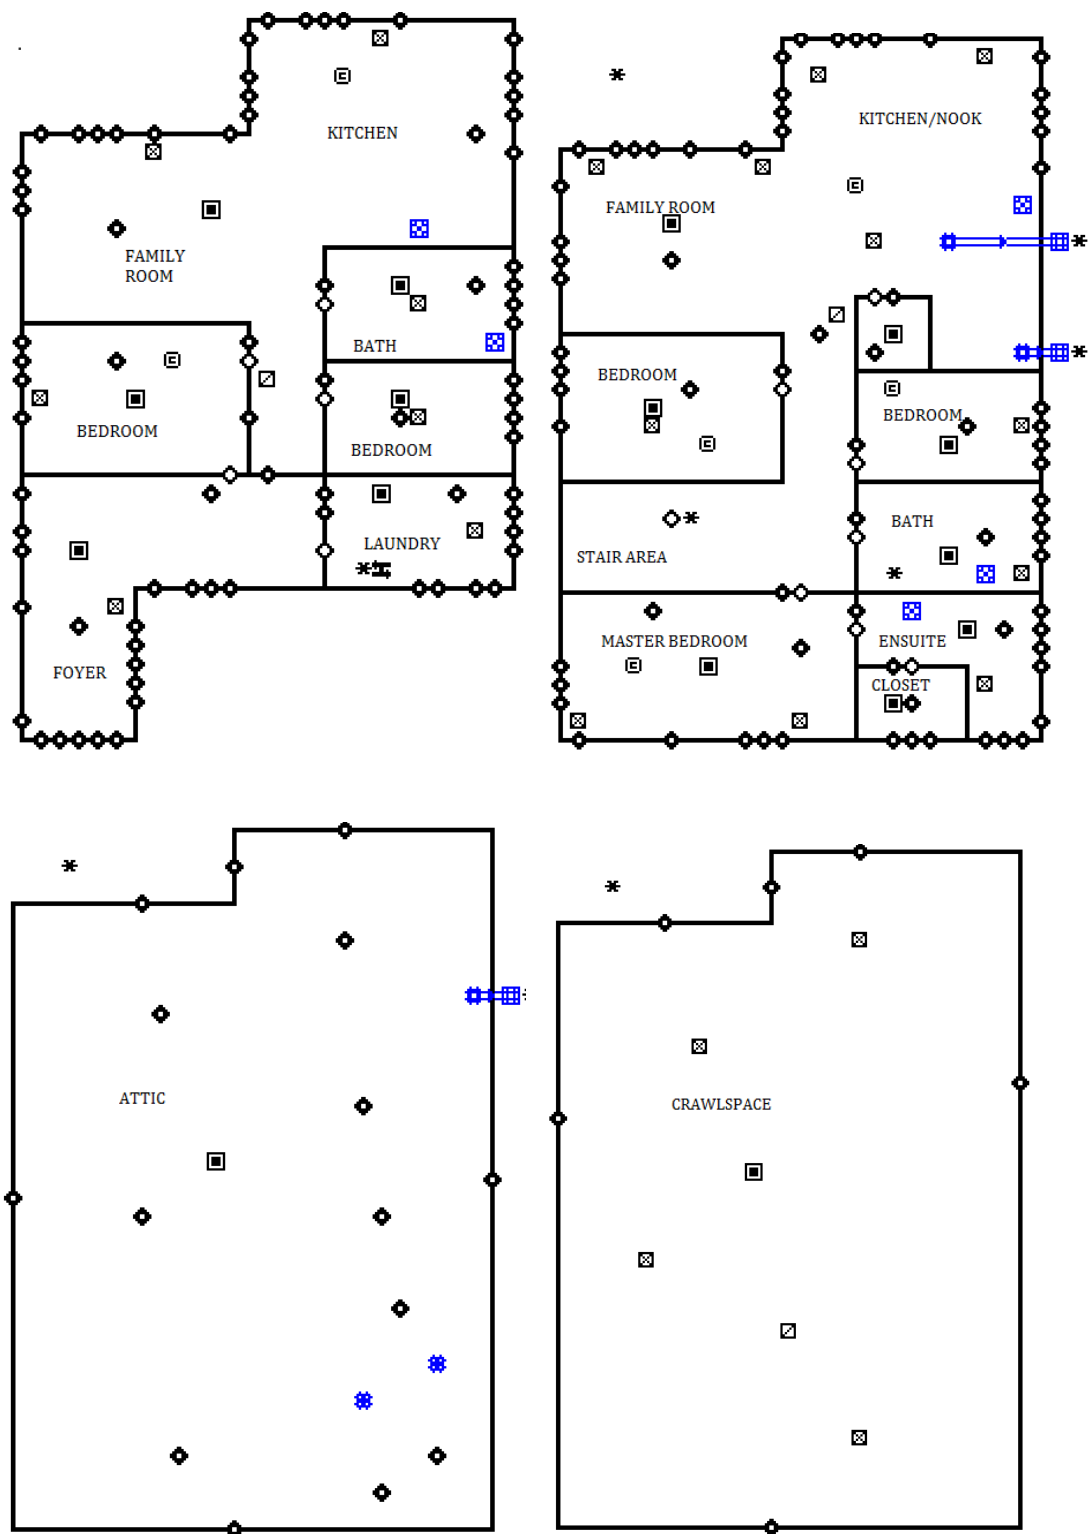 KITCHEN
FAMILY
ROOM
BATH
BEDROOM
BEDROOM
LAUNDRY
FOYER
KITCHEN/NOOK
FAMILY ROOM
BEDROOM
BEDROOM
BATH
STAIR AREA
MASTER BEDROOM
ENSUITE
CLOSET
ATTIC
CRAWLSPACE